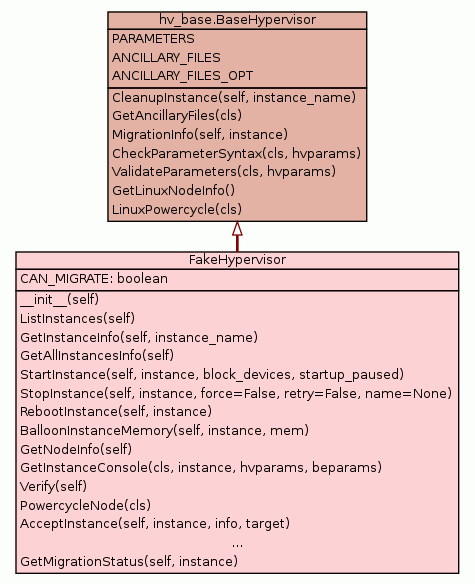 hv_base.BaseHypervisor
PARAMETERS
ANCILLARY_FILES
ANCILLARY_FILES_OPT
CleanupInstance(self, instance_name)
GetAncillaryFiles(cls)
MigrationInfo(self, instance)
CheckParameterSyntax(cls, hvparams)
ValidateParameters(cls, hvparams)
GetLinuxNodeInfo()
LinuxPowercycle(cls)
FakeHypervisor
CAN_MIGRATE: boolean
__init__(self)
ListInstances(self)
GetInstanceInfo(self, instance_name)
GetAllInstancesInfo(self)
StartInstance(self, instance, block_devices, startup_paused)
StopInstance(self, instance, force=False, retry=False, name=None)
RebootInstance(self, instance)
BalloonInstanceMemory(self, instance, mem)
GetNodeInfo(self)
GetInstanceConsole(cls, instance, hvparams, beparams)
Verify(self)
PowercycleNode(cls)
AcceptInstance(self, instance, info, target)
...
GetMigrationStatus(self, instance)